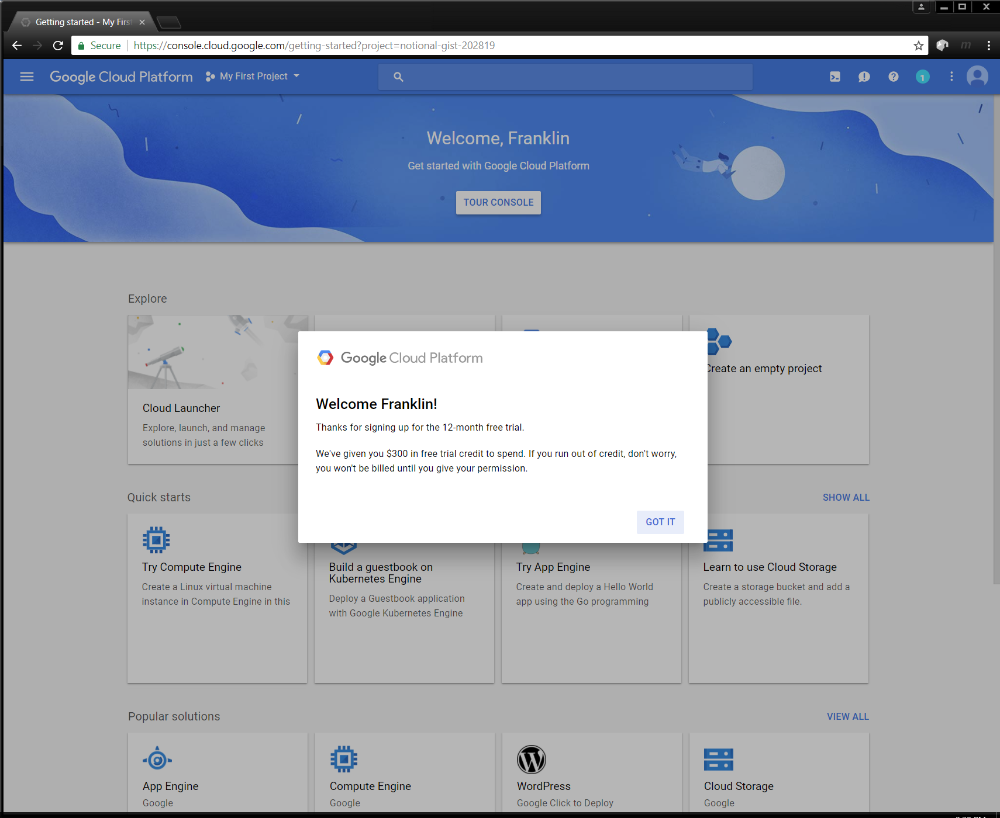 Getting started - My Firs
Secure
https://console.cloud.google.com/getting-started?project=notional-gist-202819
Google Cloud Platform
My First Project
1
Welcome, Franklin
Get started with Google Cloud Platform
TOUR CONSOLE
Explore
Cloud Launcher
Explore, launch, and manage
solutions in just a few clicks
Create an empty project
Google Cloud Platform
Welcome Franklin!
Thanks for signing up for the 12-month free trial.
We've given you $300 in free trial credit to spend. If you run out of credit, don't worry,
you won't be billed until you give your permission.
GOT IT
Quick starts
SHOW ALL
Try Compute Engine
Create a Linux virtual machine
instance in Compute Engine in this
Build a guestbook on
Kubernetes Engine
Deploy a Guestbook application
with Google Kubernetes Engine
Try App Engine
Create and deploy a Hello World
app using the Go programming
Learn to use Cloud Storage
Create a storage bucket and add a
publicly accessible file.
Popular solutions
VIEW ALL
App Engine
Google
Compute Engine
Google
WordPress
Google Click to Deploy
Cloud Storage
Google